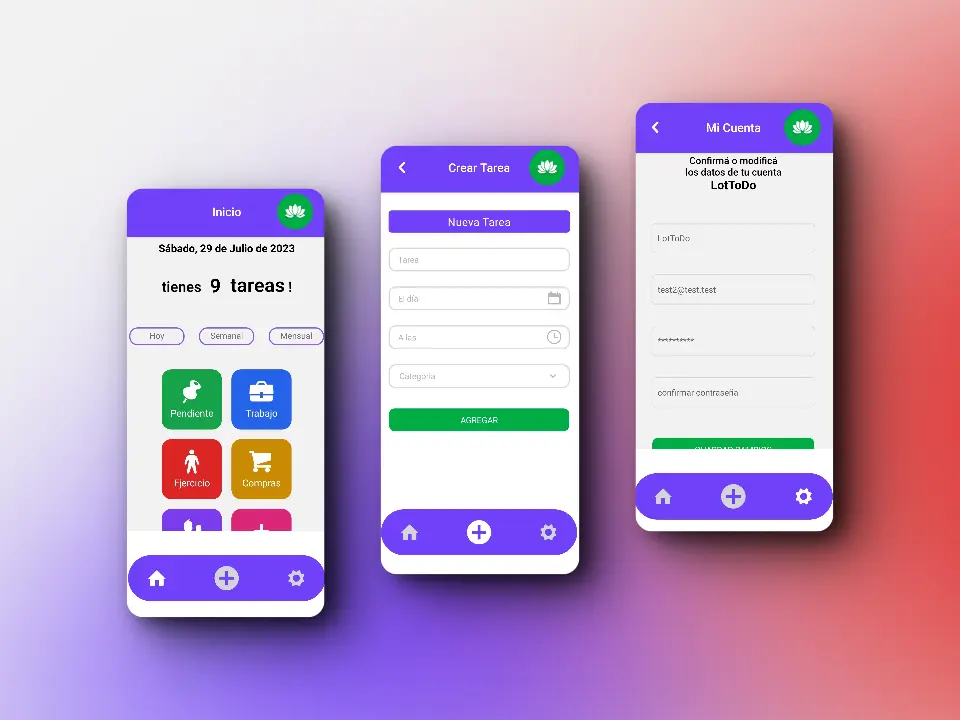 Inicio
Sábado, 29 de Julio de 2023
tienes 9 tareas !
Hoy Semanal Mensual
Pendiente Trabajo
Ejercicio Compras
Crear Tarea
Nueva Tarea
Tarea
El día
A las
Categoría
AGREGAR
Mi Cuenta
Confirmá o modificá
los datos de tu cuenta
LotToDo
LotToDo
test2@test.test
**********
confirmar contraseña